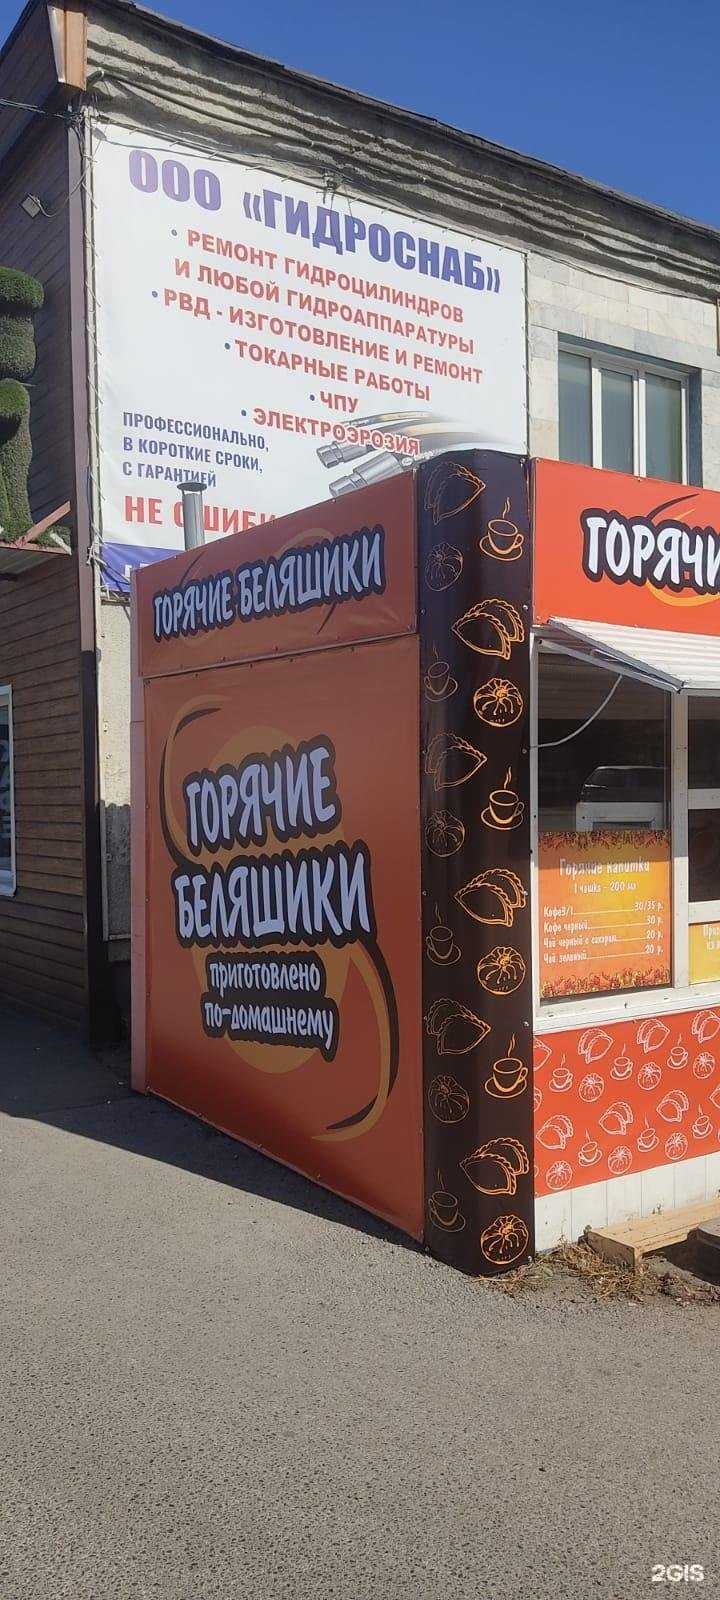 ООО «ГИДРОСНАБ»
• РЕМОНТ ГИДРОЦИЛИНДРОВ
И ЛЮБОЙ ГИДРОАППАРАТУРЫ
• РВД - ИЗГОТОВЛЕНИЕ И РЕМОНТ
• ТОКАРНЫЕ РАБОТЫ
• ЧПУ
• ЭЛЕКТРОЭРОЗИЯ
ПРОФЕССИОНАЛЬНО,
В КОРОТКИЕ СРОКИ,
С ГАРАНТИЕЙ
НЕ
ГОРЯЧИЕ БЕЛЯШИКИ
ГОРЯЧИ
ГОРЯЧИЕ
БЕЛЯШИКИ
приготовлено
по-домашнему
Горячие напитки
1 чашка - 200 мл
Кофе3/1 30/35 р.
Кофе черный 30 р.
Чай черный с сахаром 20 р.
Чай зеленый 20 р.
2GIS